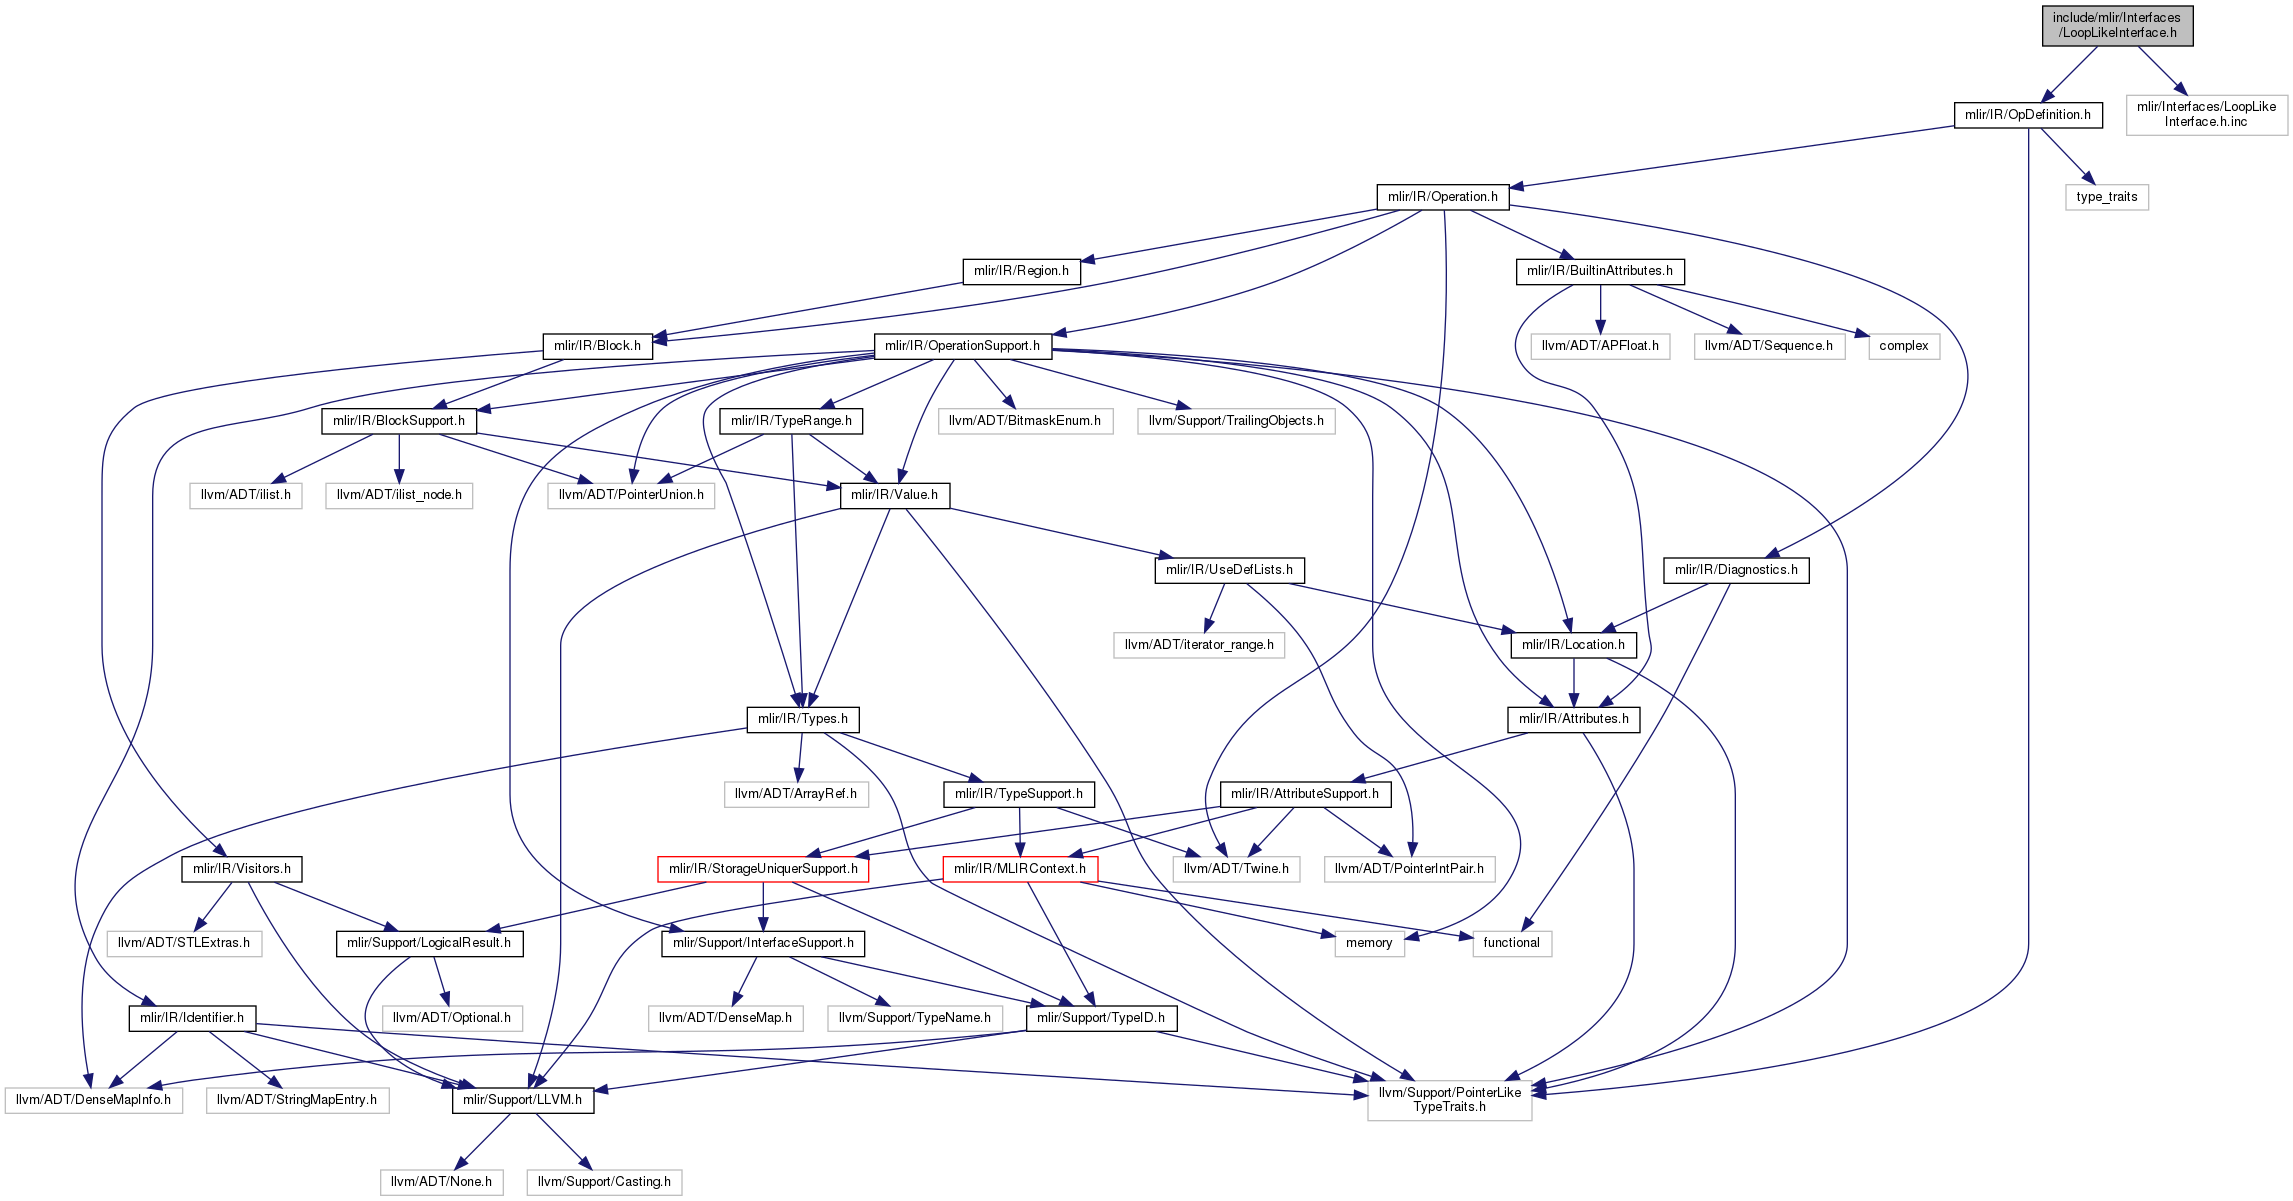 include/mlir/Interfaces
/LoopLikeInterface.h
mlir/IR/OpDefinition.h
mlir/Interfaces/LoopLike
Interface.h.inc
mlir/IR/Operation.h
type_traits
mlir/IR/Region.h
mlir/IR/BuiltinAttributes.h
mlir/IR/Block.h
mlir/IR/OperationSupport.h
llvm/ADT/APFloat.h
llvm/ADT/Sequence.h
complex
mlir/IR/BlockSupport.h
mlir/IR/TypeRange.h
llvm/ADT/BitmaskEnum.h
llvm/Support/TrailingObjects.h
llvm/ADT/ilist.h
llvm/ADT/ilist_node.h
llvm/ADT/PointerUnion.h
mlir/IR/Value.h
mlir/IR/UseDefLists.h
mlir/IR/Diagnostics.h
llvm/ADT/iterator_range.h
mlir/IR/Location.h
mlir/IR/Types.h
mlir/IR/Attributes.h
llvm/ADT/ArrayRef.h
mlir/IR/TypeSupport.h
mlir/IR/AttributeSupport.h
mlir/IR/Visitors.h
mlir/IR/StorageUniquerSupport.h
mlir/IR/MLIRContext.h
llvm/ADT/Twine.h
llvm/ADT/PointerIntPair.h
llvm/ADT/STLExtras.h
mlir/Support/LogicalResult.h
mlir/Support/InterfaceSupport.h
memory
functional
mlir/IR/Identifier.h
llvm/ADT/Optional.h
llvm/ADT/DenseMap.h
llvm/Support/TypeName.h
mlir/Support/TypeID.h
llvm/ADT/DenseMapInfo.h
llvm/ADT/StringMapEntry.h
mlir/Support/LLVM.h
llvm/Support/PointerLike
TypeTraits.h
llvm/ADT/None.h
llvm/Support/Casting.h